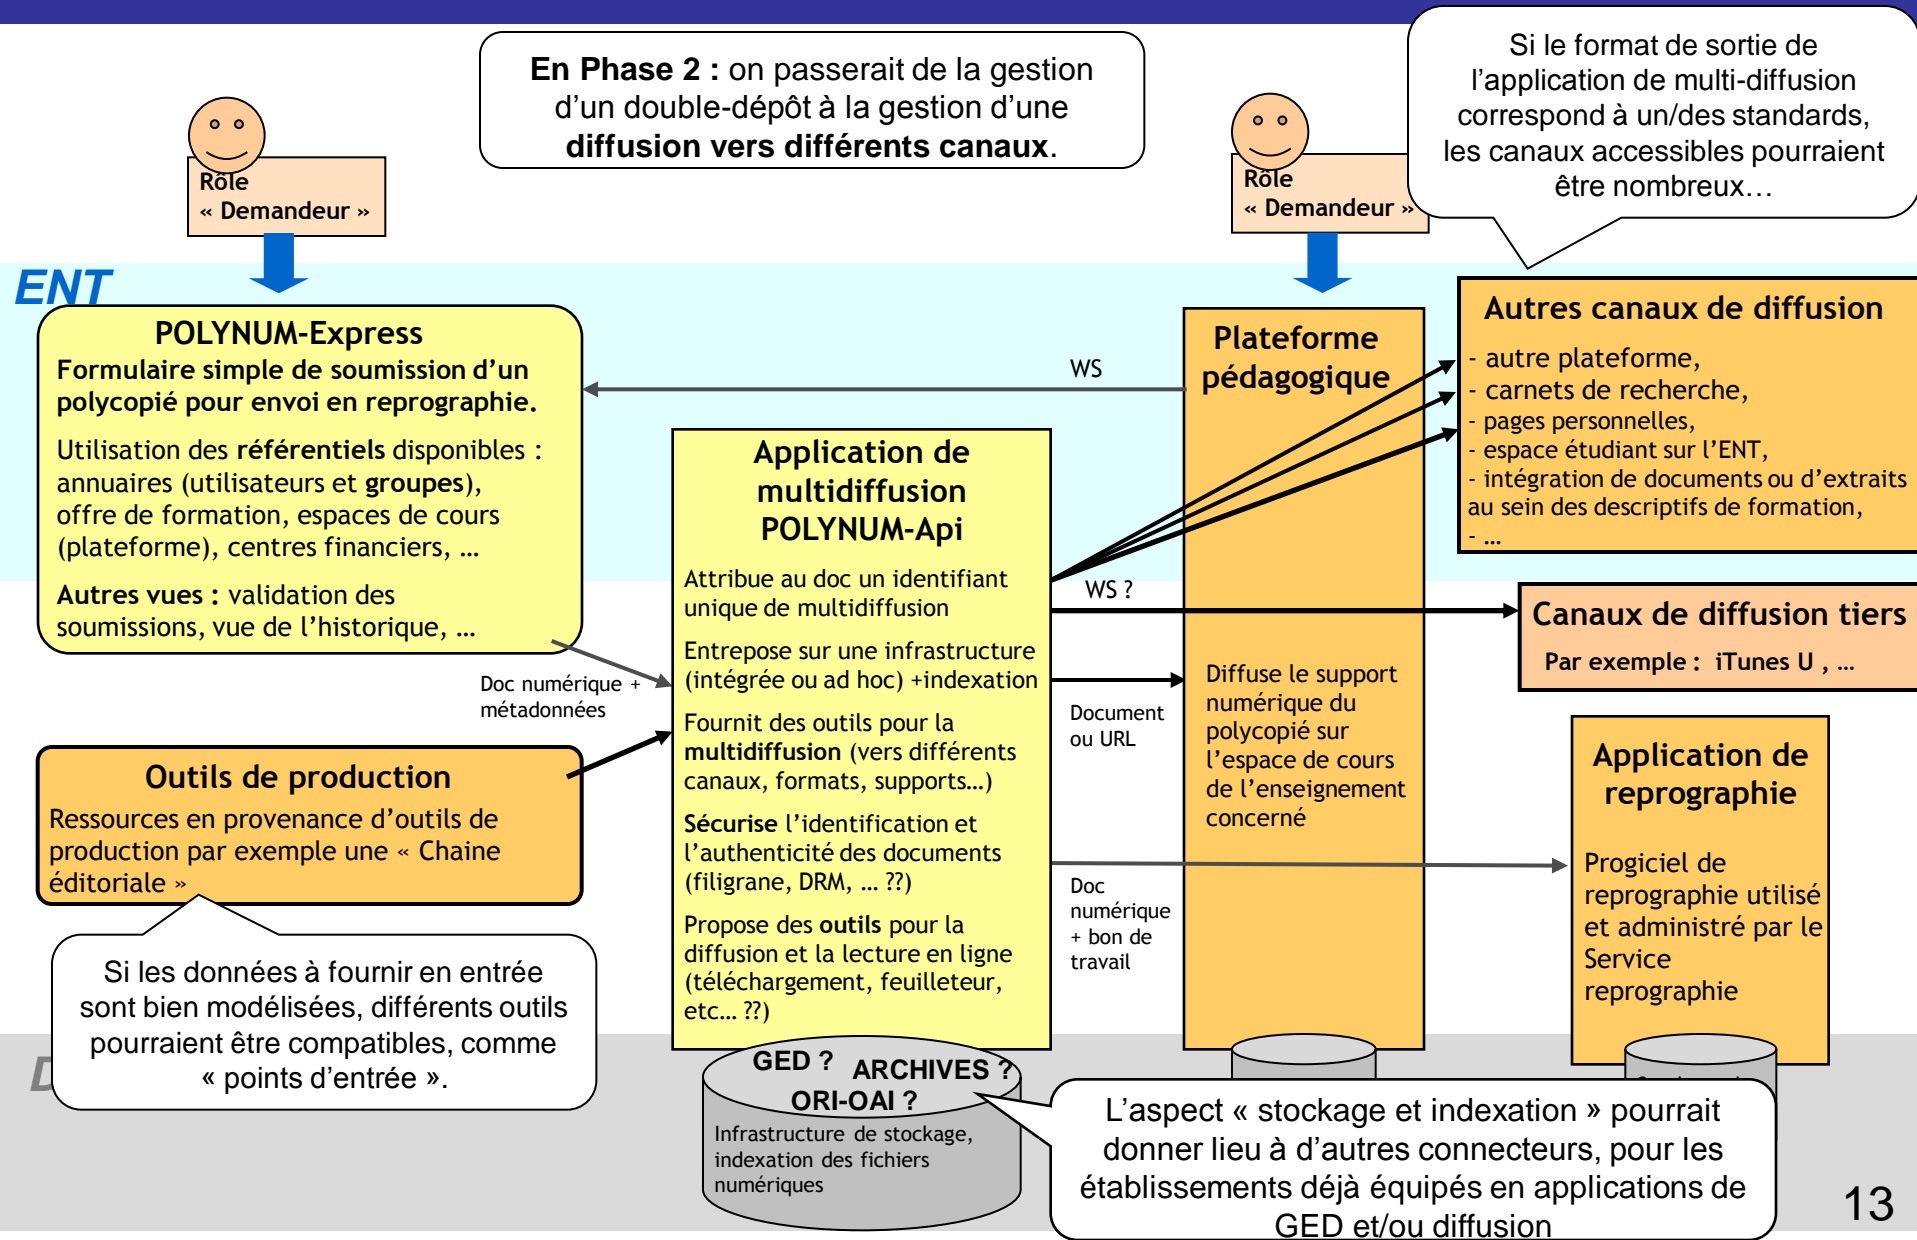 En Phase 2 : on passerait de la gestion
d’un double-dépôt à la gestion d’une
diffusion vers différents canaux.
Si le format de sortie de
l’application de multi-diffusion
correspond à un/des standards,
les canaux accessibles pourraient
être nombreux…
Rôle
« Demandeur »
Rôle
« Demandeur »
ENT
POLYNUM-Express
Formulaire simple de soumission d’un
polycopié pour envoi en reprographie.
Utilisation des référentiels disponibles :
annuaires (utilisateurs et groupes),
offre de formation, espaces de cours
(plateforme), centres financiers, …
Autres vues : validation des
soumissions, vue de l’historique, …
WS
Plateforme
pédagogique
Autres canaux de diffusion
- autre plateforme,
- carnets de recherche,
- pages personnelles,
- espace étudiant sur l’ENT,
- intégration de documents ou d’extraits
au sein des descriptifs de formation,
- …
Application de
multidiffusion
POLYNUM-Api
Attribue au doc un identifiant
unique de multidiffusion
Entrepose sur une infrastructure
(intégrée ou ad hoc) +indexation
Fournit des outils pour la
multidiffusion (vers différents
canaux, formats, supports…)
Sécurise l’identification et
l’authenticité des documents
(filigrane, DRM, … ??)
Propose des outils pour la
diffusion et la lecture en ligne
(téléchargement, feuilleteur,
etc… ??)
WS ?
Canaux de diffusion tiers
Par exemple : iTunes U , …
Doc numérique +
métadonnées
Document
ou URL
Diffuse le support
numérique du
polycopié sur
l’espace de cours
de l’enseignement
concerné
Outils de production
Ressources en provenance d’outils de
production par exemple une « Chaine
éditoriale »
Application de
reprographie
Progiciel de
reprographie utilisé
et administré par le
Service
reprographie
Doc
numérique
+ bon de
travail
Si les données à fournir en entrée
sont bien modélisées, différents outils
pourraient être compatibles, comme
« points d’entrée ».
GED ?
ARCHIVES ?
ORI-OAI ?
Infrastructure de stockage,
indexation des fichiers
numériques
L’aspect « stockage et indexation » pourrait
donner lieu à d’autres connecteurs, pour les
établissements déjà équipés en applications de
GED et/ou diffusion
13